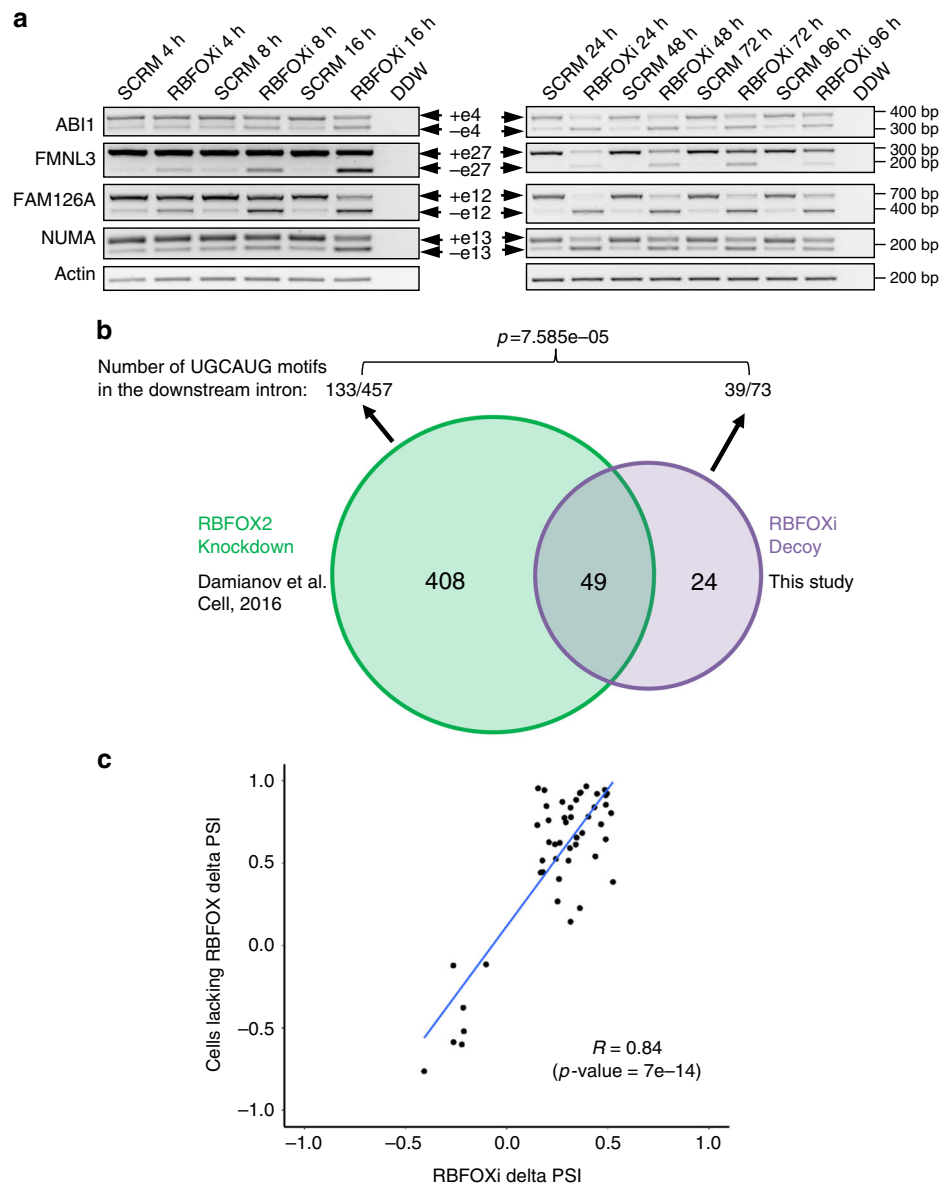 a
SCRM 4 h
RBFOXi 4 h
SCRM 8 h
RBFOXi 8 h
SCRM 16 h
RBFOXi 16 h
DDW
SCRM 24 h
RBFOXi 24 h
SCRM 48 h
RBFOXi 48 h
SCRM 72 h
RBFOXi 72 h
SCRM 96 h
RBFOXi 96 h
DDW
ABI1
+e4
–e4
400 bp
300 bp
FMNL3
+e27
–e27
300 bp
200 bp
FAM126A
+e12
–e12
700 bp
400 bp
NUMA
+e13
–e13
200 bp
Actin
200 bp
b
p=7.585e–05
Number of UGCAUG motifs
in the downstream intron: 133/457
39/73
RBFOX2
Knockdown
Damianov et al.
Cell, 2016
408
49
24
RBFOXi
Decoy
This study
c
Cells lacking RBFOX delta PSI
1.0
0.5
0.0
–0.5
–1.0
R = 0.84
(p-value = 7e–14)
–1.0
–0.5
0.0
0.5
1.0
RBFOXi delta PSI